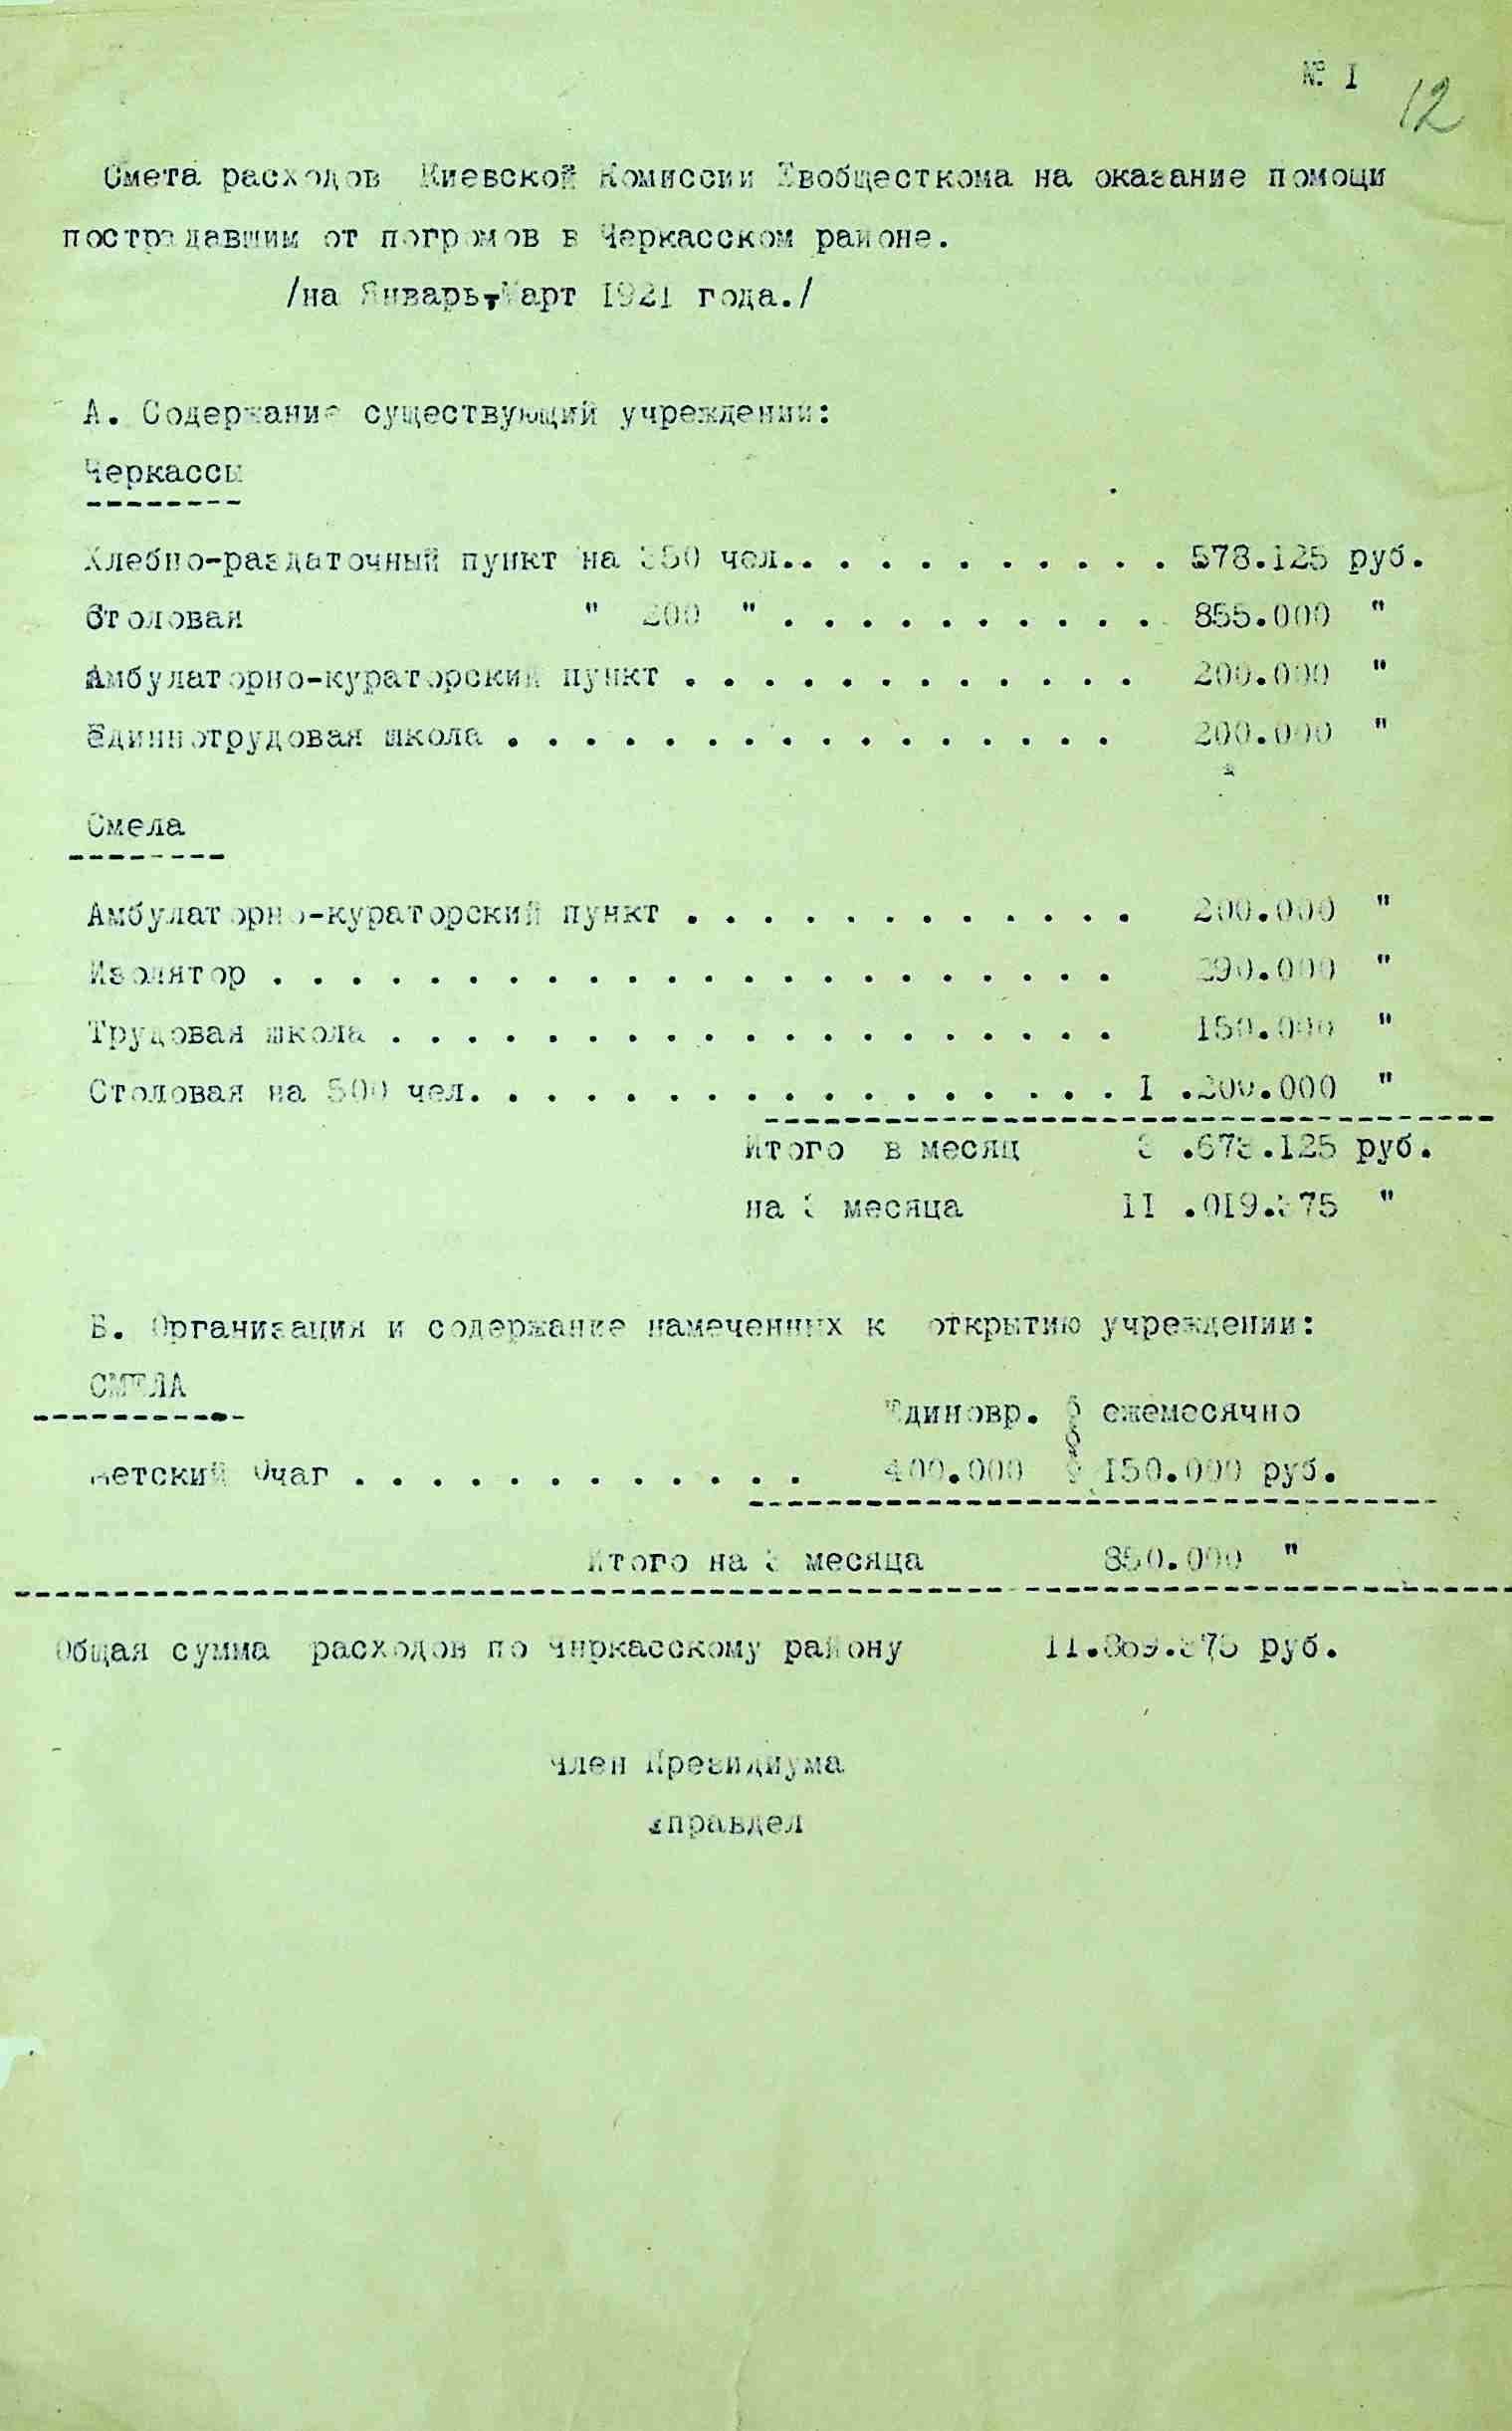 № I
12
Смета расходов Киевской Комиссии Евобщесткома на оказание помощи
пострадавшим от погромов в Черкасском районе.
/на Январь-Март 1921 года./
А. Содержание существующий учреждений:
Черкассы
Хлебно-раздаточный пункт на 350 чел. . . . . . . . . . . 578.125 руб.
Столовая " 200 " . . . . . . . . . . 855.000 "
Амбулаторно-кураторский пункт . . . . . . . . . . . . 200.000 "
Единнотрудовая школа . . . . . . . . . . . . . . . . 200.000 "
Смела
Амбулаторно-кураторский пункт . . . . . . . . . . . . 200.000 "
Изолятор . . . . . . . . . . . . . . . . . . . . . . 290.000 "
Трудовая школа . . . . . . . . . . . . . . . . . . . 150.000 "
Столовая на 500 чел. . . . . . . . . . . . . . . . . I .200.000 "
Итого в месяц 3 .673.125 руб.
на 3 месяца II .019.375 "
Б. Организация и содержание намеченных к открытию учреждений:
СМЕЛА
Единовр. ежемесячно
Детский Очаг . . . . . . . . . . . . 400.000 150.000 руб.
Итого на 3 месяца 850.000 "
Общая сумма расходов по Чиркасскому району 11.869.375 руб.
Член Президиума
Управдел